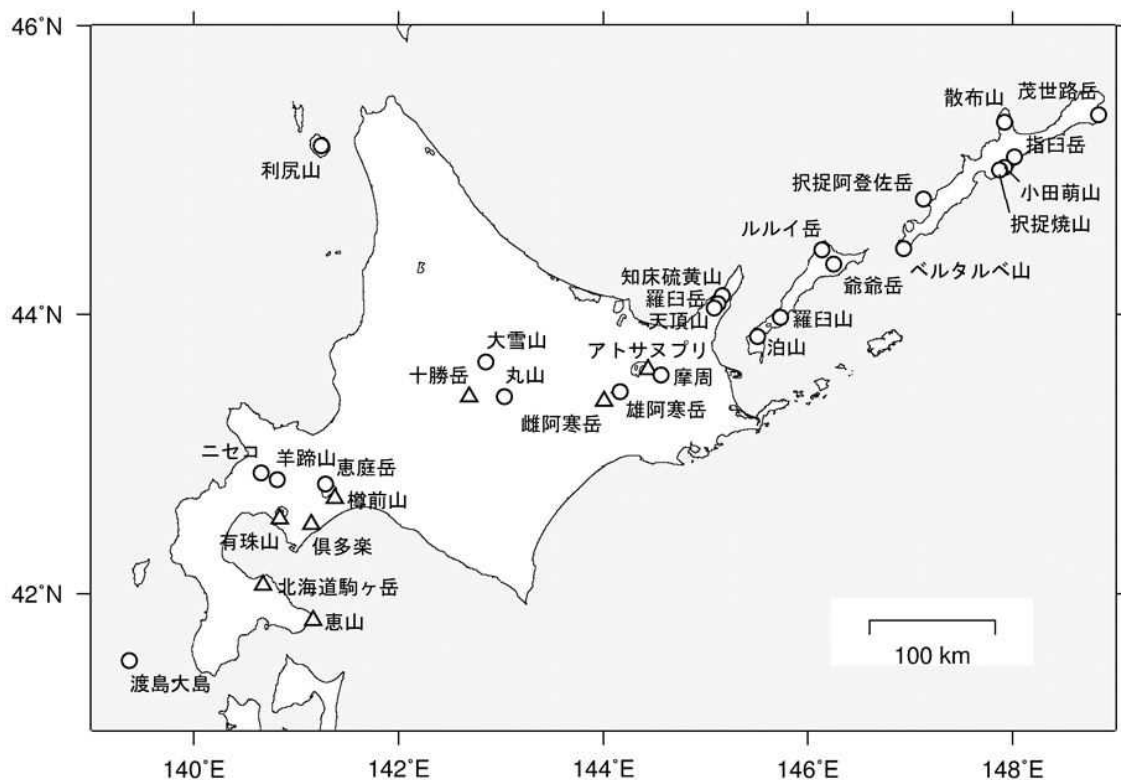 46°N
散布山
茂世路岳
利尻山
指臼岳
択捉阿登佐岳
小田萌山
択捉焼山
ルルイ岳
ベルタルベ山
知床硫黄山
爺爺岳
羅臼岳
44°N
天頂山
羅臼山
大雪山
アトサヌプリ
泊山
十勝岳
丸山
摩周
雌阿寒岳
雄阿寒岳
ニセコ
羊蹄山
恵庭岳
樽前山
有珠山
倶多楽
42°N
北海道駒ヶ岳
恵山
100 km
渡島大島
140°E
142°E
144°E
146°E
148°E